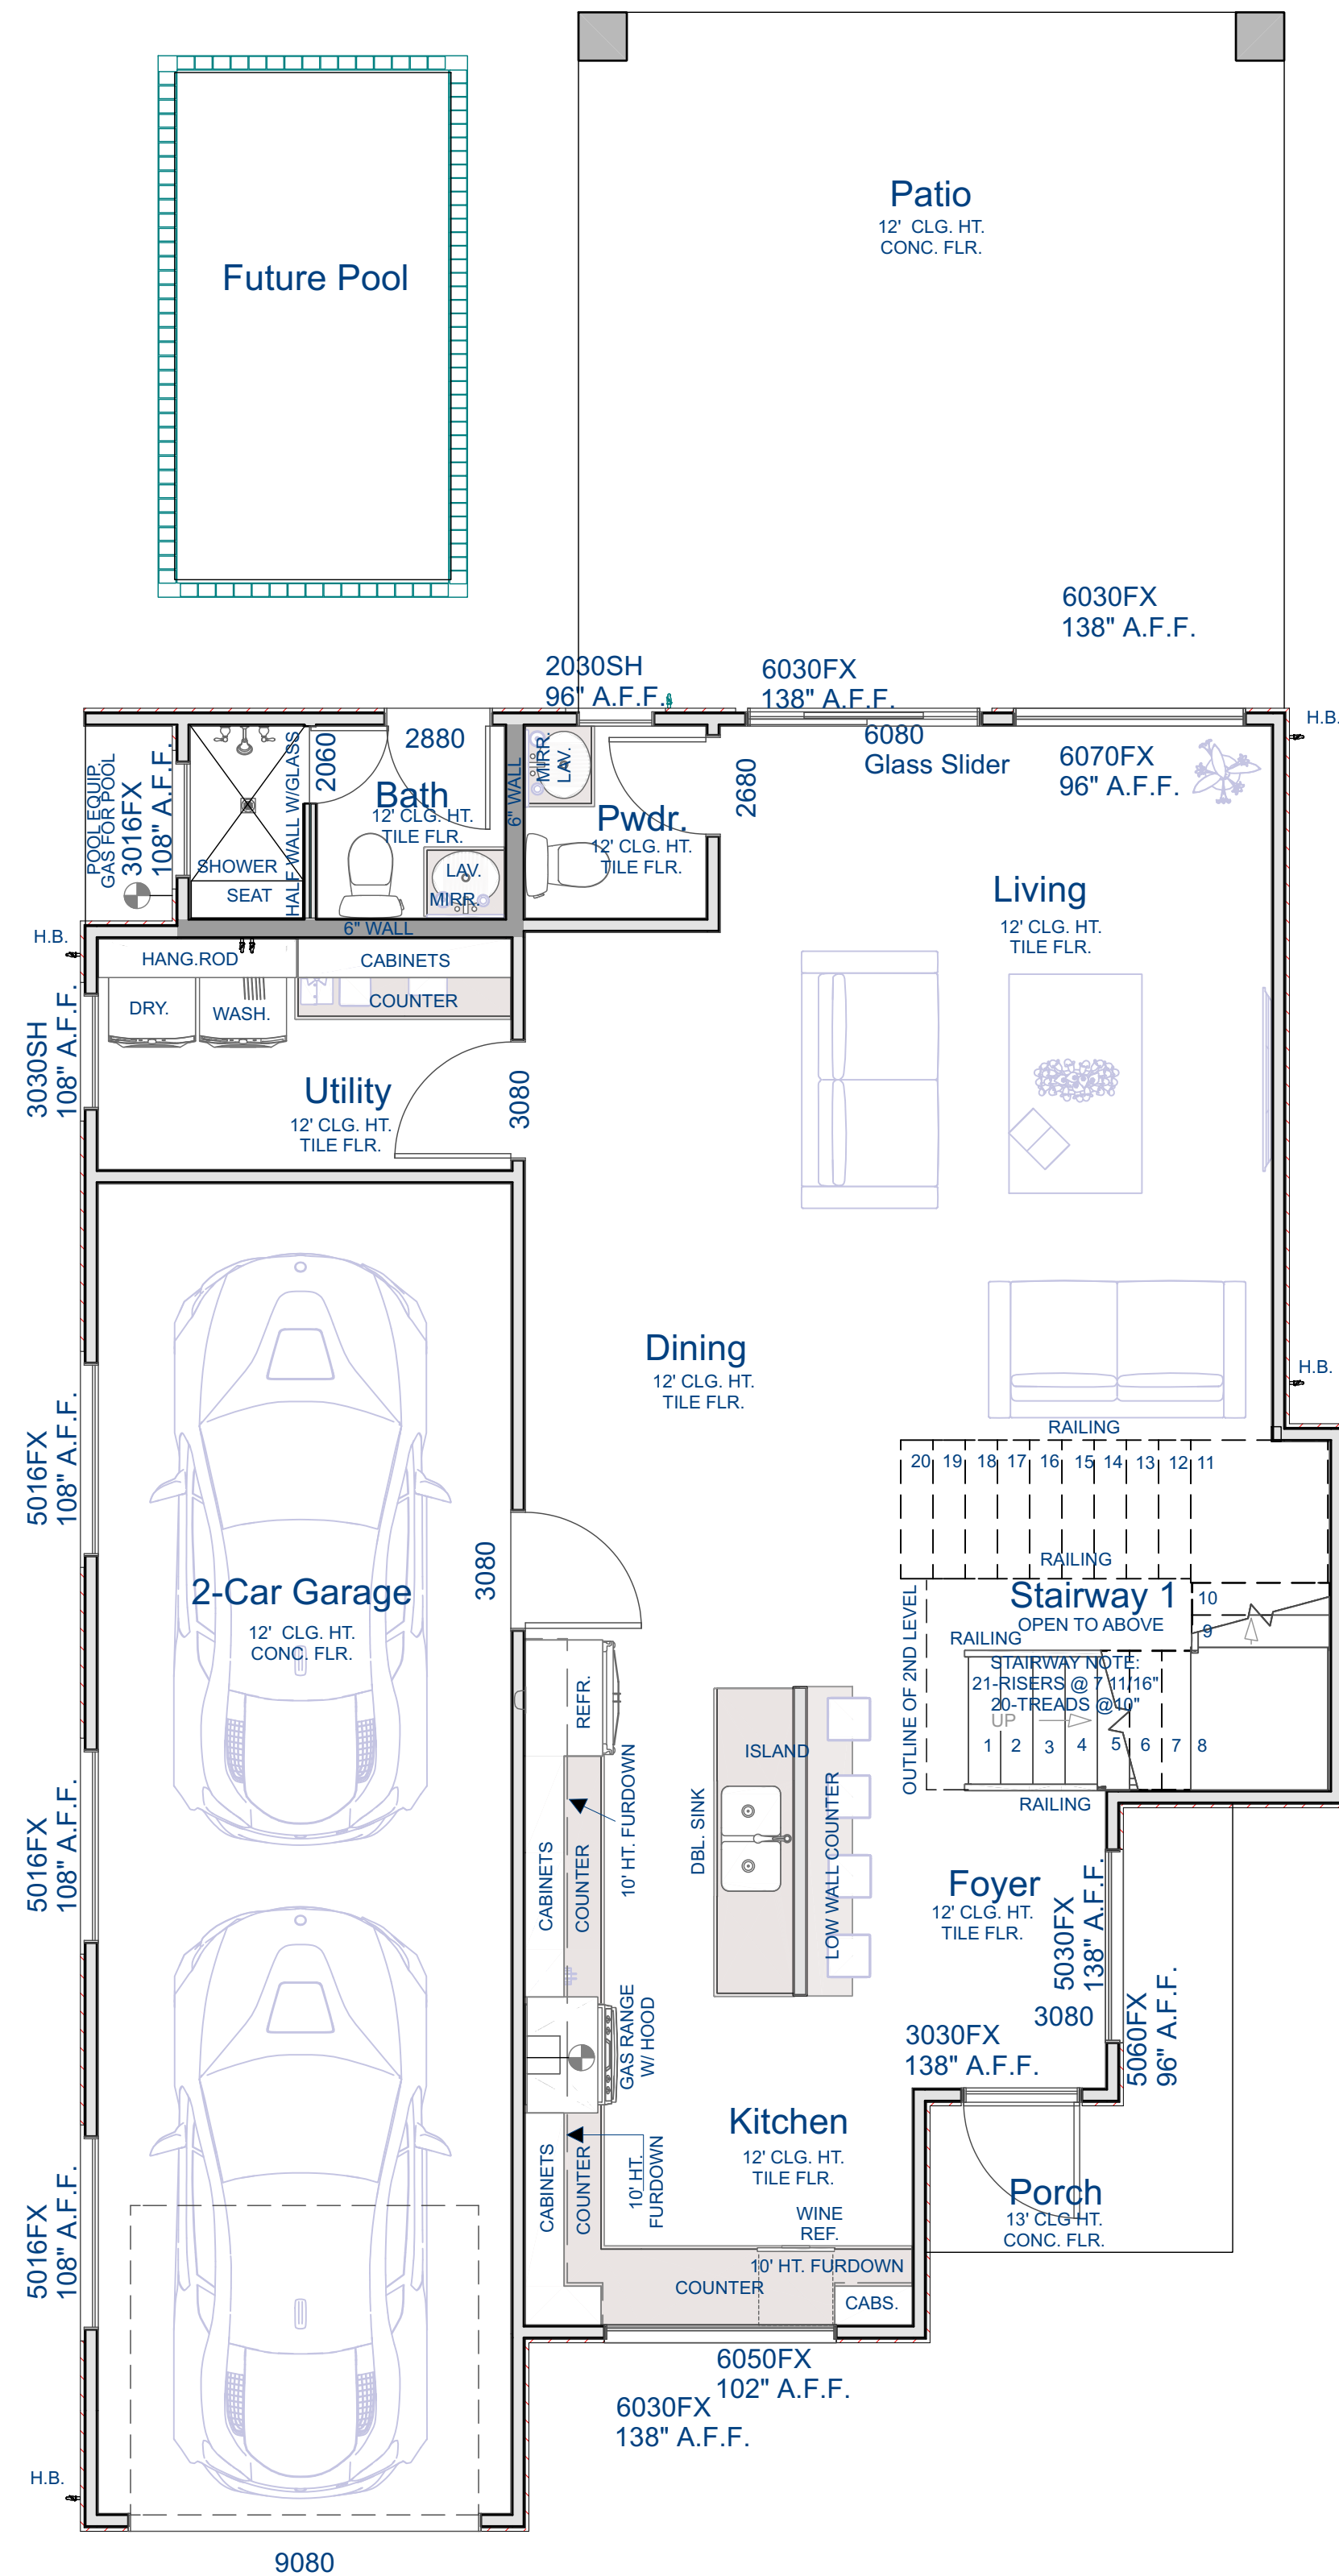 Patio
12' CLG. HT.
CONC. FLR.
Future Pool
6030FX
138" A.F.F.
2030SH
96" A.F.F.
6030FX
138" A.F.F.
H.B.
6080
Glass Slider
6070FX
96" A.F.F.
POOL EQUIP.
GAS FOR POOL
3016FX
108" A.F.F.
SHOWER
SEAT
HALF WALL W/GLASS
2060
2880
Bath
12' CLG. HT.
TILE FLR.
LAV.
MIRR.
6" WALL
6" WALL
MIRR.
LAV.
Pwdr.
12' CLG. HT.
TILE FLR.
2680
Living
12' CLG. HT.
TILE FLR.
H.B.
HANG.ROD
CABINETS
DRY.
WASH.
COUNTER
3030SH
108" A.F.F.
Utility
12' CLG. HT.
TILE FLR.
3080
Dining
12' CLG. HT.
TILE FLR.
H.B.
RAILING
20 19 18 17 16 15 14 13 12 11
RAILING
Stairway 1
OPEN TO ABOVE
10
9
RAILING
STAIRWAY NOTE:
21-RISERS @ 7 11/16"
20-TREADS @10"
UP
1 2 3 4 5 6 7 8
RAILING
OUTLINE OF 2ND LEVEL
5016FX
108" A.F.F.
2-Car Garage
12' CLG. HT.
CONC. FLR.
3080
REFR.
10' HT. FURDOWN
CABINETS
COUNTER
ISLAND
DBL. SINK
LOW WALL COUNTER
5016FX
108" A.F.F.
Foyer
12' CLG. HT.
TILE FLR.
5030FX
138" A.F.F.
3080
5060FX
96" A.F.F.
3030FX
138" A.F.F.
GAS RANGE
W/ HOOD
Kitchen
12' CLG. HT.
TILE FLR.
CABINETS
COUNTER
10' HT.
FURDOWN
5016FX
108" A.F.F.
Porch
13' CLG HT.
CONC. FLR.
WINE
REF.
10' HT. FURDOWN
COUNTER
CABS.
6050FX
102" A.F.F.
6030FX
138" A.F.F.
H.B.
9080